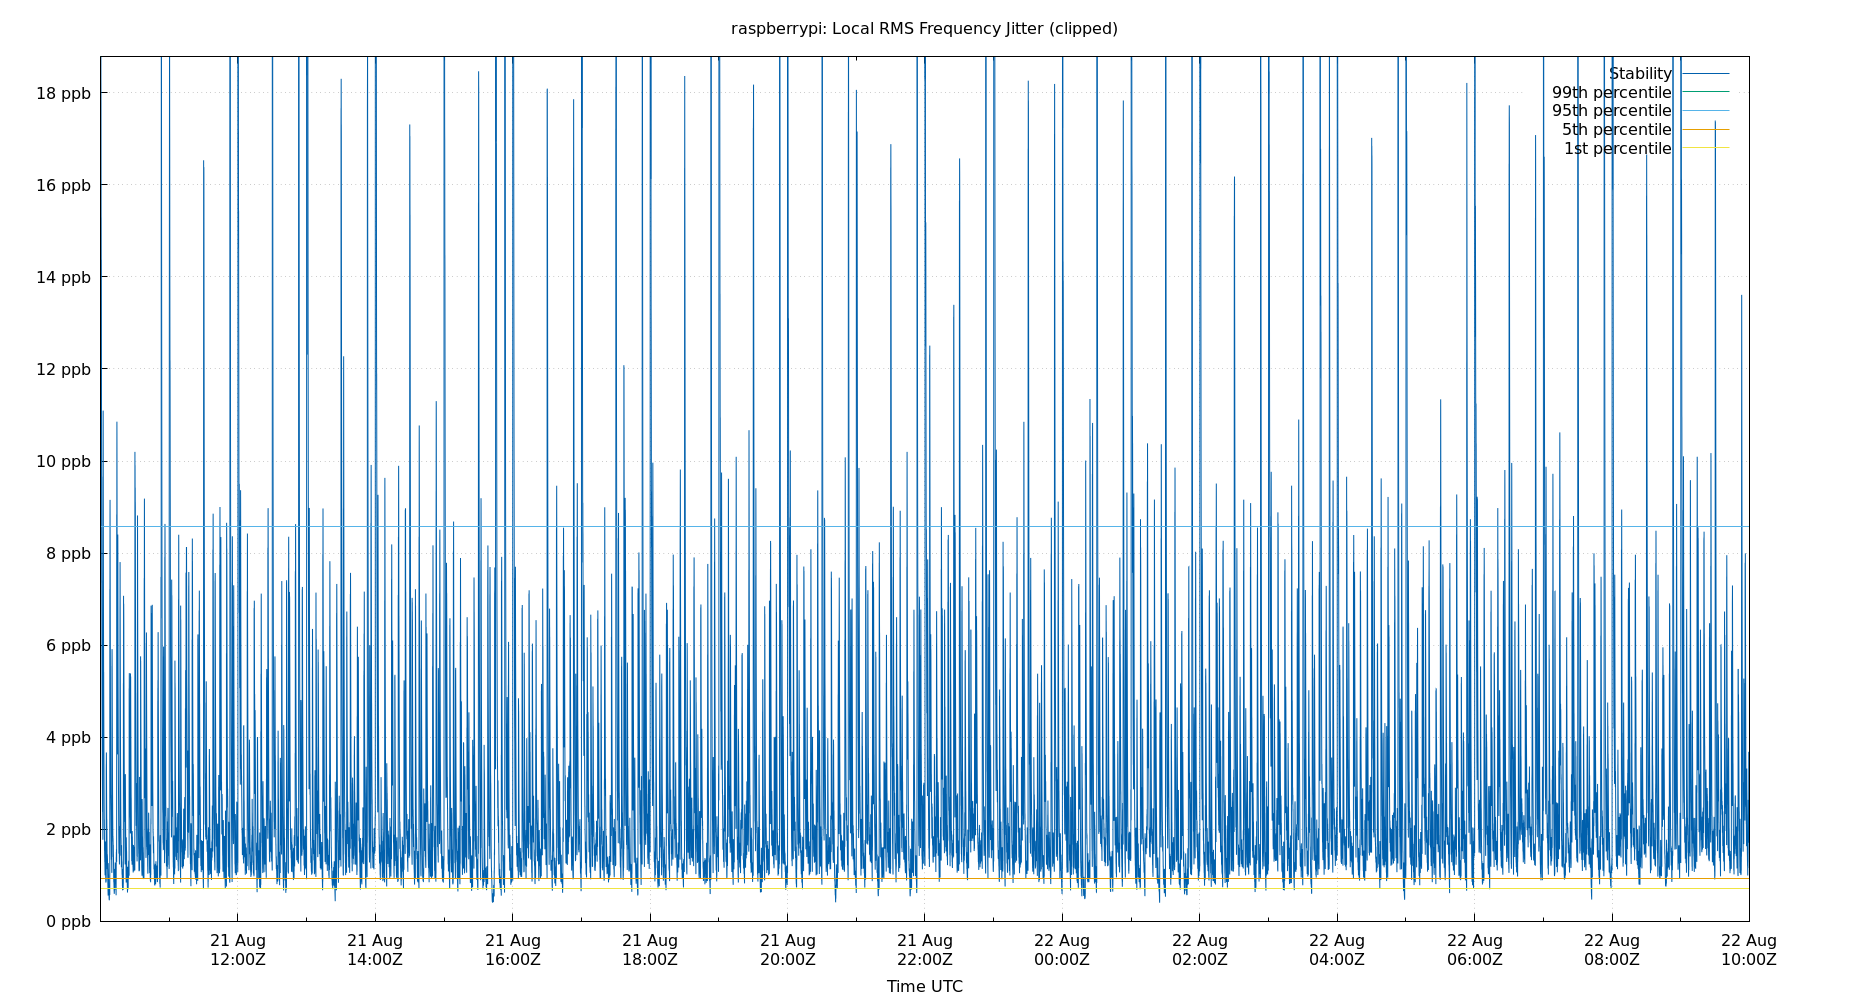 raspberrypi: Local RMS Frequency Jitter (clipped)
Stability
99th percentile
95th percentile
5th percentile
1st percentile
18 ppb
16 ppb
14 ppb
12 ppb
10 ppb
8 ppb
6 ppb
4 ppb
2 ppb
0 ppb
21 Aug 21 Aug 21 Aug 21 Aug 21 Aug 21 Aug 22 Aug 22 Aug 22 Aug 22 Aug 22 Aug 22 Aug
12:00Z 14:00Z 16:00Z 18:00Z 20:00Z 22:00Z 00:00Z 02:00Z 04:00Z 06:00Z 08:00Z 10:00Z
Time UTC